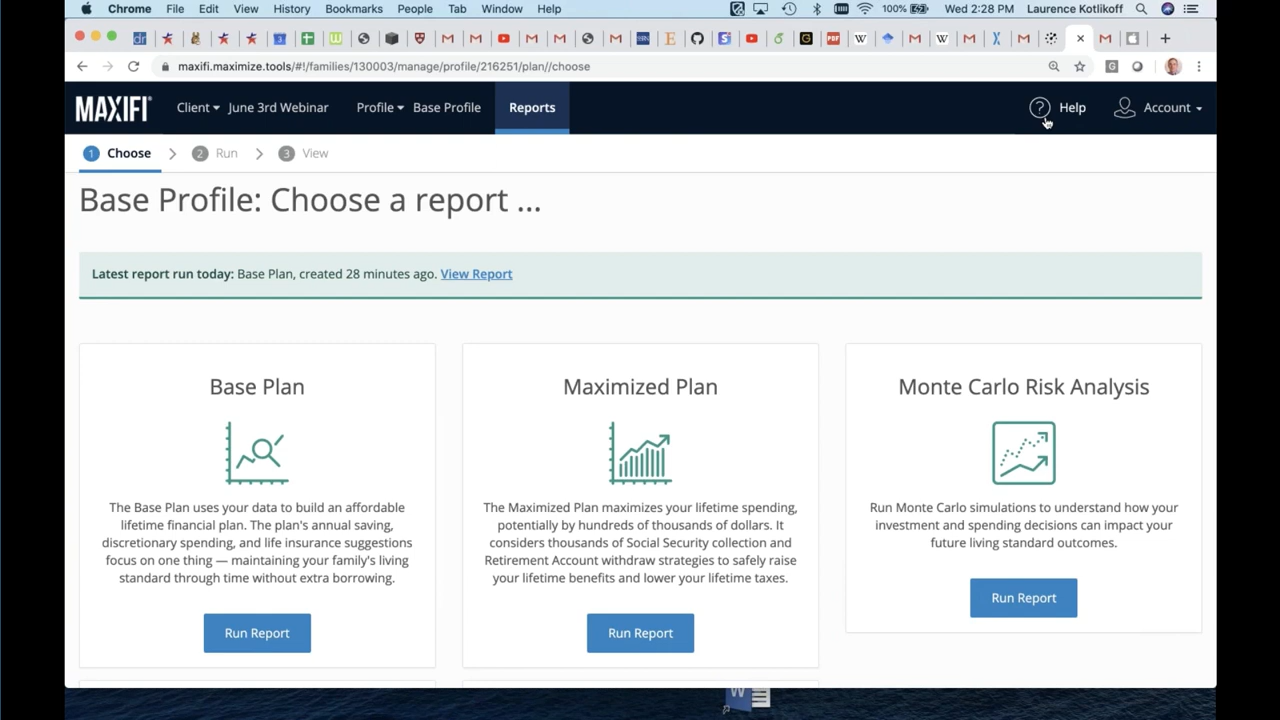 Chrome File Edit View History Bookmarks People Tab Window Help 100% Wed 2:28 PM Laurence Kotlikoff
maxifi.maximize.tools/#!/families/130003/manage/profile/216251/plan//choose
MAXIFI Client June 3rd Webinar Profile Base Profile Reports ? Help Account
1 Choose 2 Run 3 View
Base Profile: Choose a report ...
Latest report run today: Base Plan, created 28 minutes ago. View Report
Base Plan
The Base Plan uses your data to build an affordable
lifetime financial plan. The plan's annual saving,
discretionary spending, and life insurance suggestions
focus on one thing — maintaining your family's living
standard through time without extra borrowing.
Run Report
Maximized Plan
The Maximized Plan maximizes your lifetime spending,
potentially by hundreds of thousands of dollars. It
considers thousands of Social Security collection and
Retirement Account withdraw strategies to safely raise
your lifetime benefits and lower your lifetime taxes.
Run Report
Monte Carlo Risk Analysis
Run Monte Carlo simulations to understand how your
investment and spending decisions can impact your
future living standard outcomes.
Run Report
W